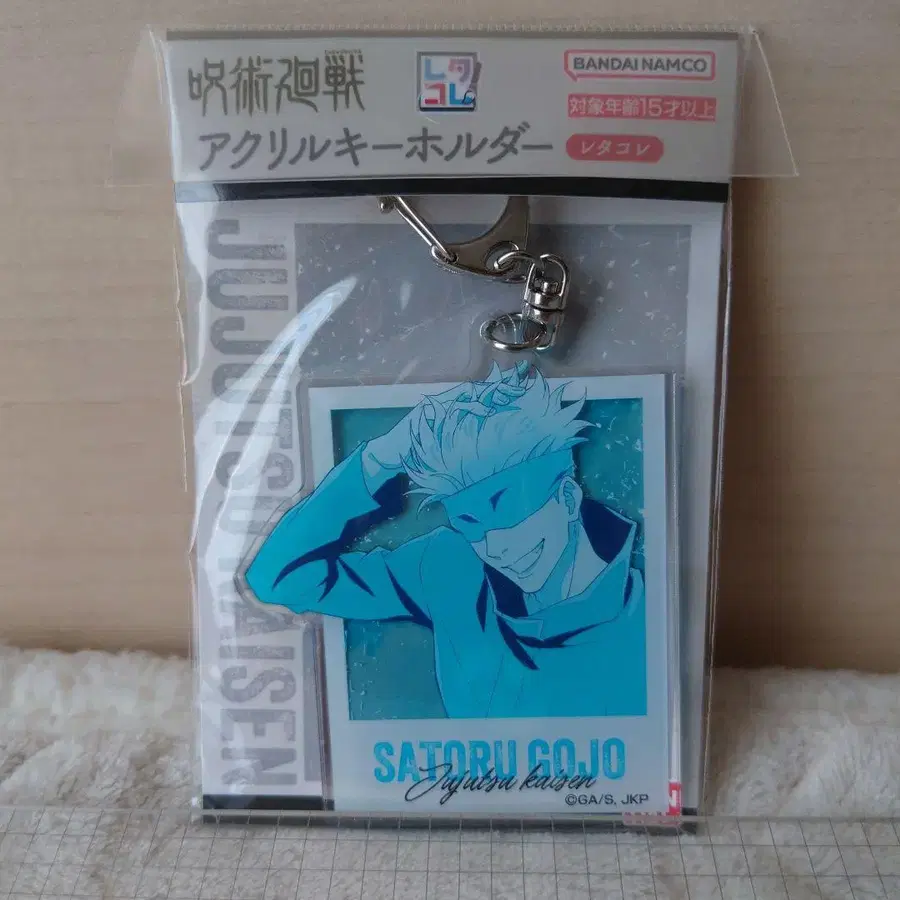 呪術廻戦
レタコレ!
BANDAI NAMCO
対象年齢15才以上
アクリルキーホルダー
レタコレ
JUJUTSU KAISEN
SATORU GOJO
Jujutsu kaisen
©GA/S, JKP